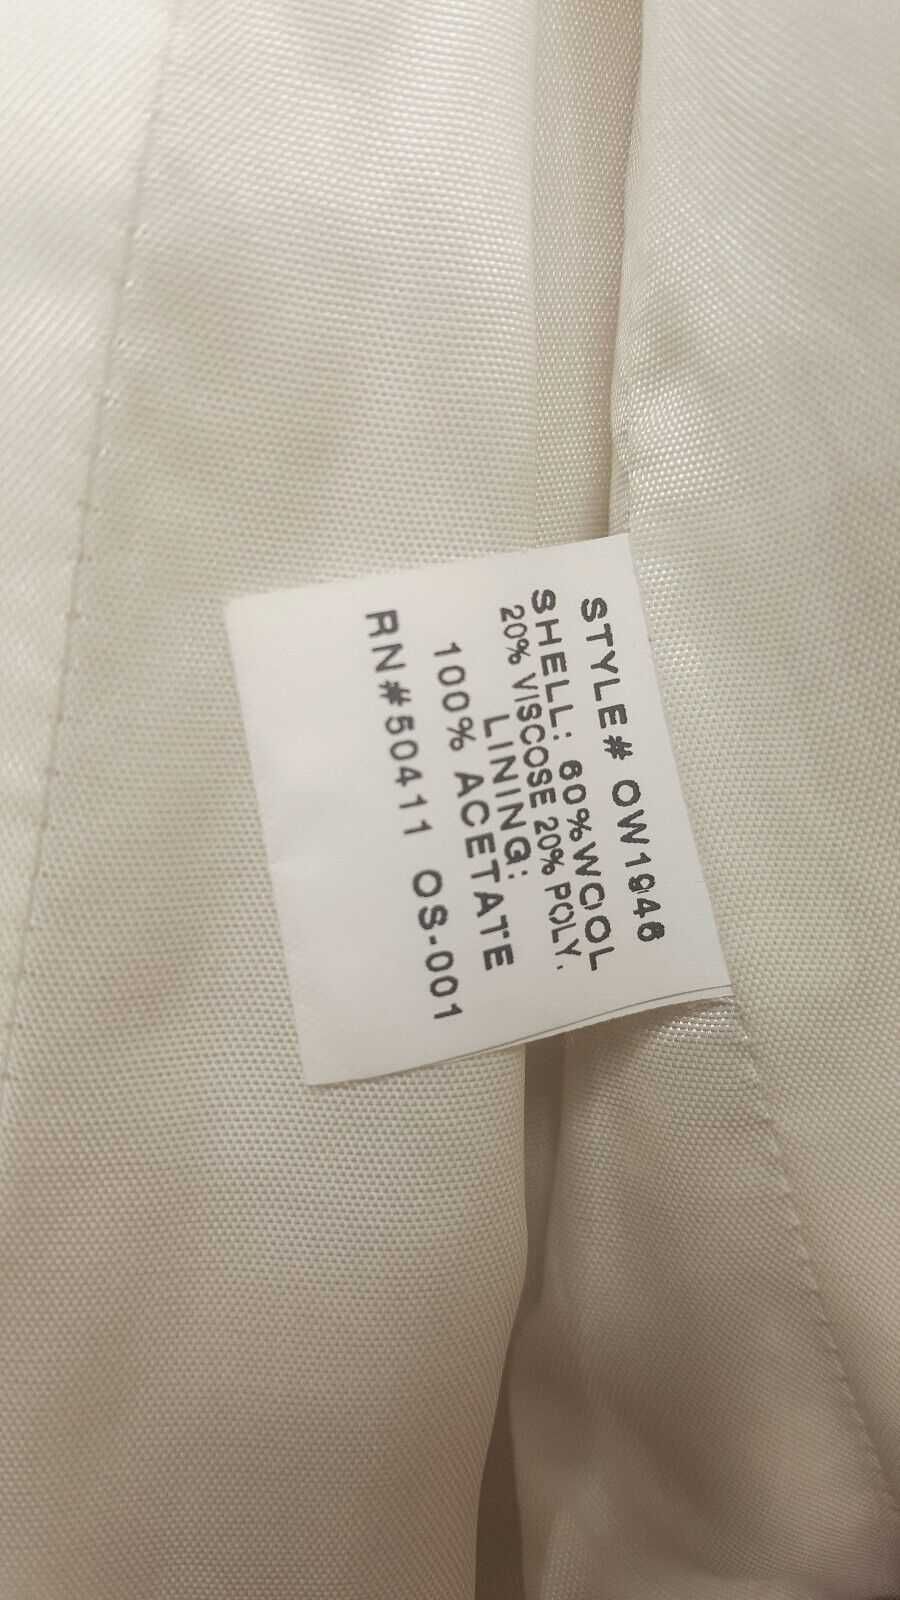 STYLE# OW1946
SHELL: 60%WOOL
20% VISCOSE 20% POLY.
LINING:
100% ACETATE
RN#50411 OS-001